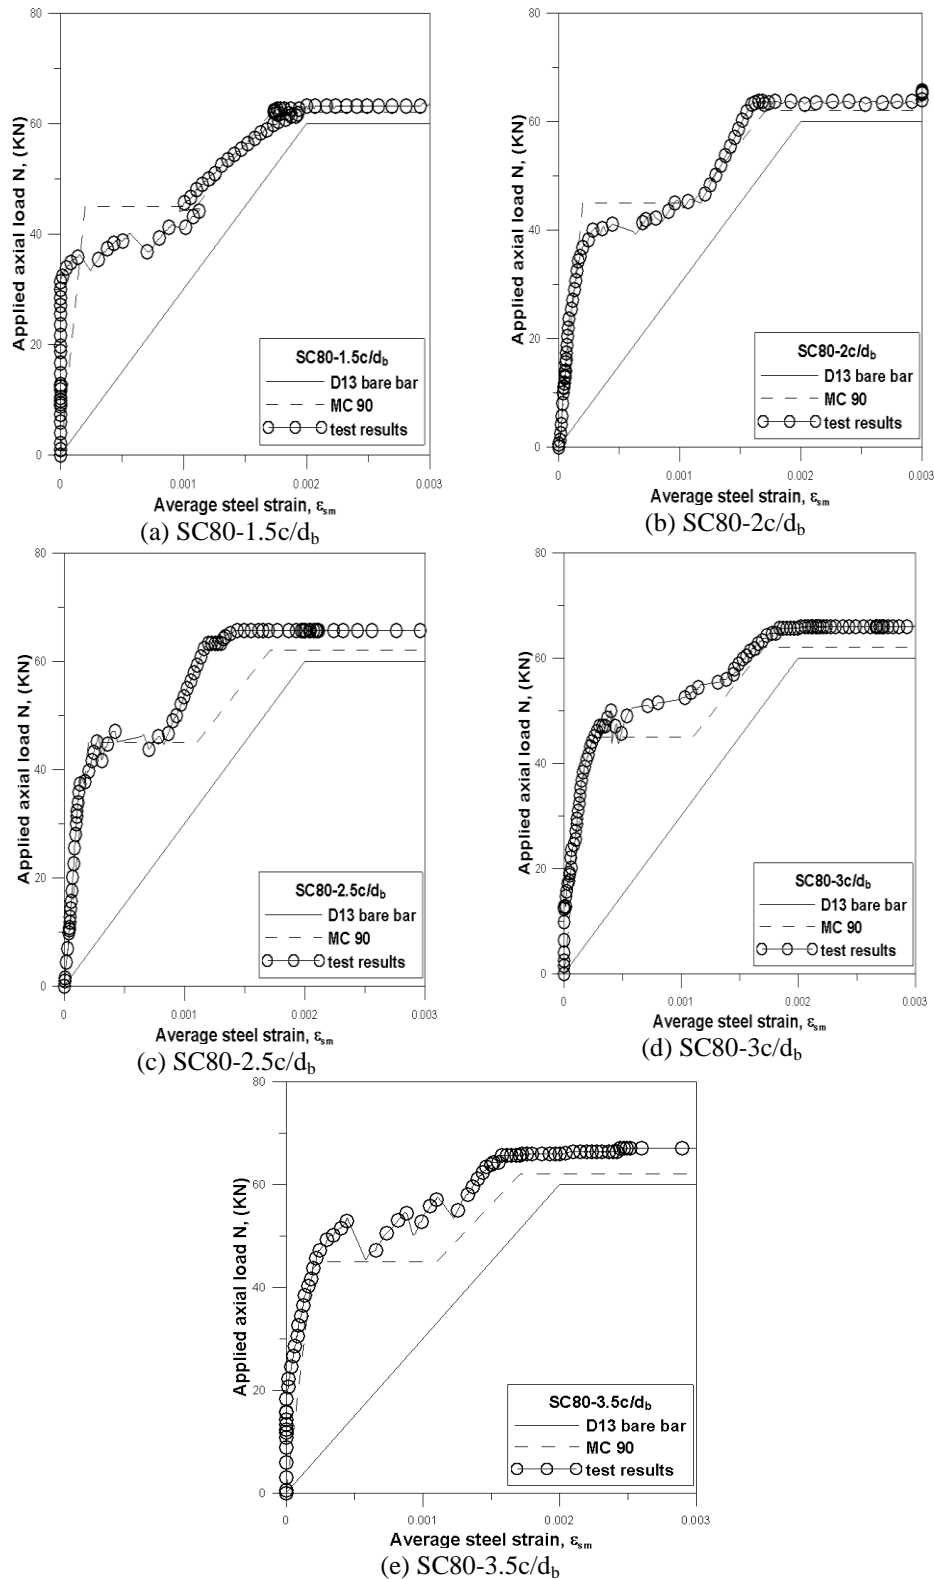 80
60
40
20
0
Applied axial load N, (KN)
SC80-1.5c/db
D13 bare bar
MC 90
test results
0 0.001 0.002 0.003
Average steel strain, εsm
(a) SC80-1.5c/db
80
60
40
20
0
Applied axial load N, (KN)
SC80-2c/db
D13 bare bar
MC 90
test results
0 0.001 0.002 0.003
Average steel strain, εsm
(b) SC80-2c/db
80
60
40
20
0
Applied axial load N, (KN)
SC80-2.5c/db
D13 bare bar
MC 90
test results
0 0.001 0.002 0.003
Average steel strain, εsm
(c) SC80-2.5c/db
80
60
40
20
0
Applied axial load N, (KN)
SC80-3c/db
D13 bare bar
MC 90
test results
0 0.001 0.002 0.003
Average steel strain, εsm
(d) SC80-3c/db
80
60
40
20
0
Applied axial load N, (KN)
SC80-3.5c/db
D13 bare bar
MC 90
test results
0 0.001 0.002 0.003
Average steel strain, εsm
(e) SC80-3.5c/db